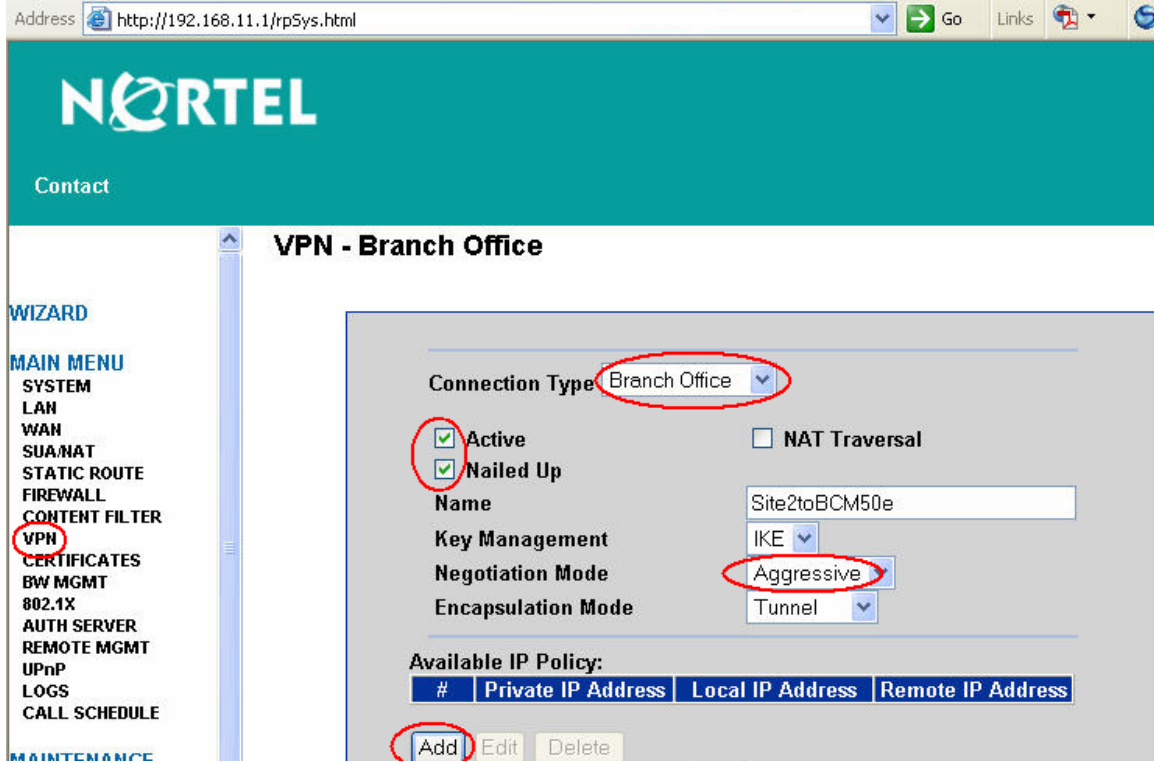 Address http://192.168.11.1/rpSys.html Go Links
NORTEL
Contact
VPN - Branch Office
WIZARD
MAIN MENU
SYSTEM
LAN
WAN
SUA/NAT
STATIC ROUTE
FIREWALL
CONTENT FILTER
VPN
CERTIFICATES
BW MGMT
802.1X
AUTH SERVER
REMOTE MGMT
UPnP
LOGS
CALL SCHEDULE
MAINTENANCE
Connection Type Branch Office
Active NAT Traversal
Nailed Up
Name Site2toBCM50e
Key Management IKE
Negotiation Mode Aggressive
Encapsulation Mode Tunnel
Available IP Policy:
# Private IP Address Local IP Address Remote IP Address
Add Edit Delete